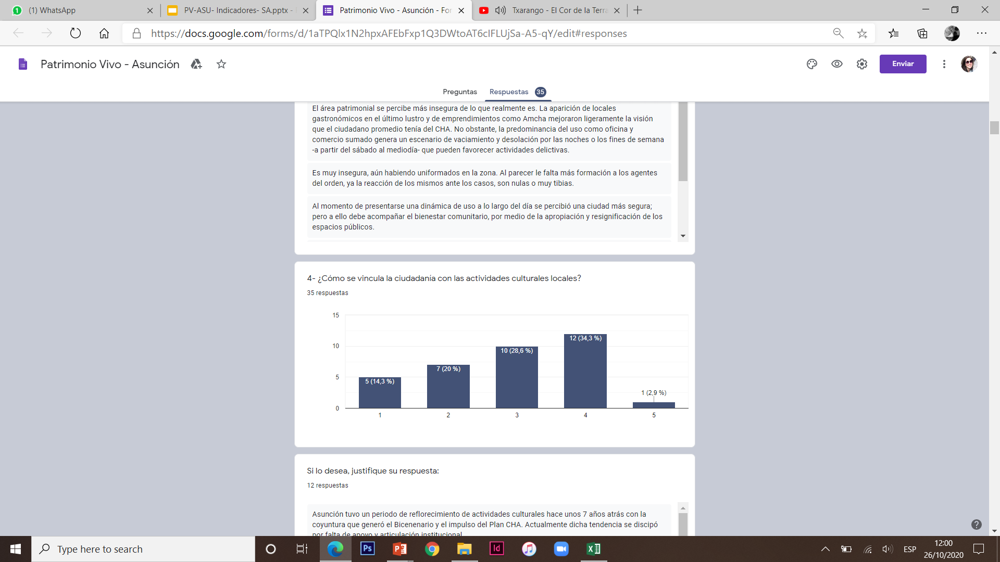 (1) WhatsApp
PV-ASU- Indicadores- SA.pptx -
Patrimonio Vivo - Asunción - For
Txarango - El Cor de la Terra
https://docs.google.com/forms/d/1aTPQlx1N2hpxAFEbFxp1Q3DWtoAT6cIFLUjSa-A5-qY/edit#responses
Patrimonio Vivo - Asunción
Enviar
Preguntas
Respuestas 35
El área patrimonial se percibe más insegura de lo que realmente es. La aparición de locales
gastronómicos en el último lustro y de emprendimientos como Amcha mejoraron ligeramente la visión
que el ciudadano promedio tenía del CHA. No obstante, la predominancia del uso como oficina y
comercio sumado genera un escenario de vaciamiento y desolación por las noches o los fines de semana
-a partir del sábado al mediodía- que pueden favorecer actividades delictivas.
Es muy insegura, aún habiendo uniformados en la zona. Al parecer le falta más formación a los agentes
del orden, ya la reacción de los mismos ante los casos, son nulas o muy tibias.
Al momento de presentarse una dinámica de uso a lo largo del día se percibió una ciudad más segura;
pero a ello debe acompañar el bienestar comunitario, por medio de la apropiación y resignificación de los
espacios públicos.
4- ¿Cómo se vincula la ciudadanía con las actividades culturales locales?
35 respuestas
15
10
5
0
5 (14,3 %)
7 (20 %)
10 (28,6 %)
12 (34,3 %)
1 (2,9 %)
1
2
3
4
5
Si lo desea, justifique su respuesta:
12 respuestas
Asunción tuvo un periodo de reflorecimiento de actividades culturales hace unos 7 años atrás con la
coyuntura que generó el Bicenenario y el impulso del Plan CHA. Actualmente dicha tendencia se discipó
por falta de apoyo y articulación institucional
Type here to search
Ps
Id
ESP
12:00
26/10/2020